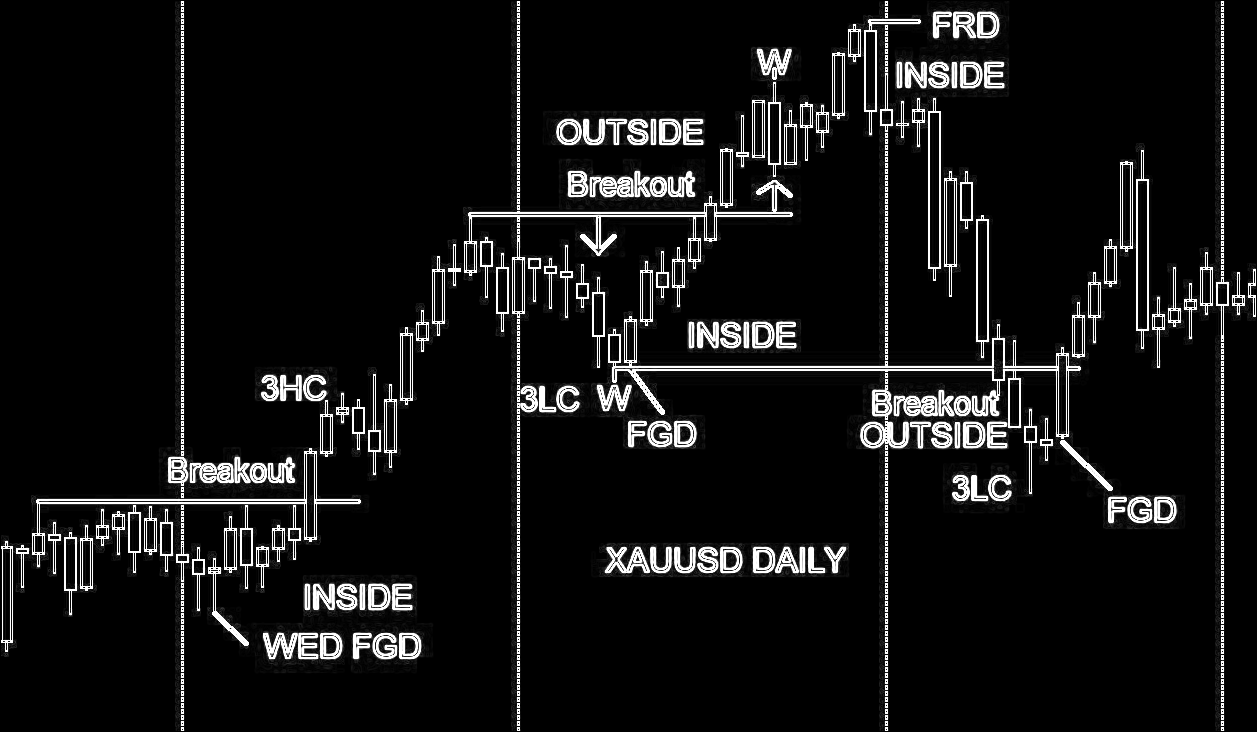 FRD
W
INSIDE
OUTSIDE
Breakout
INSIDE
3HC
3LC W
Breakout
FGD
OUTSIDE
Breakout
3LC
FGD
XAUUSD DAILY
INSIDE
WED FGD